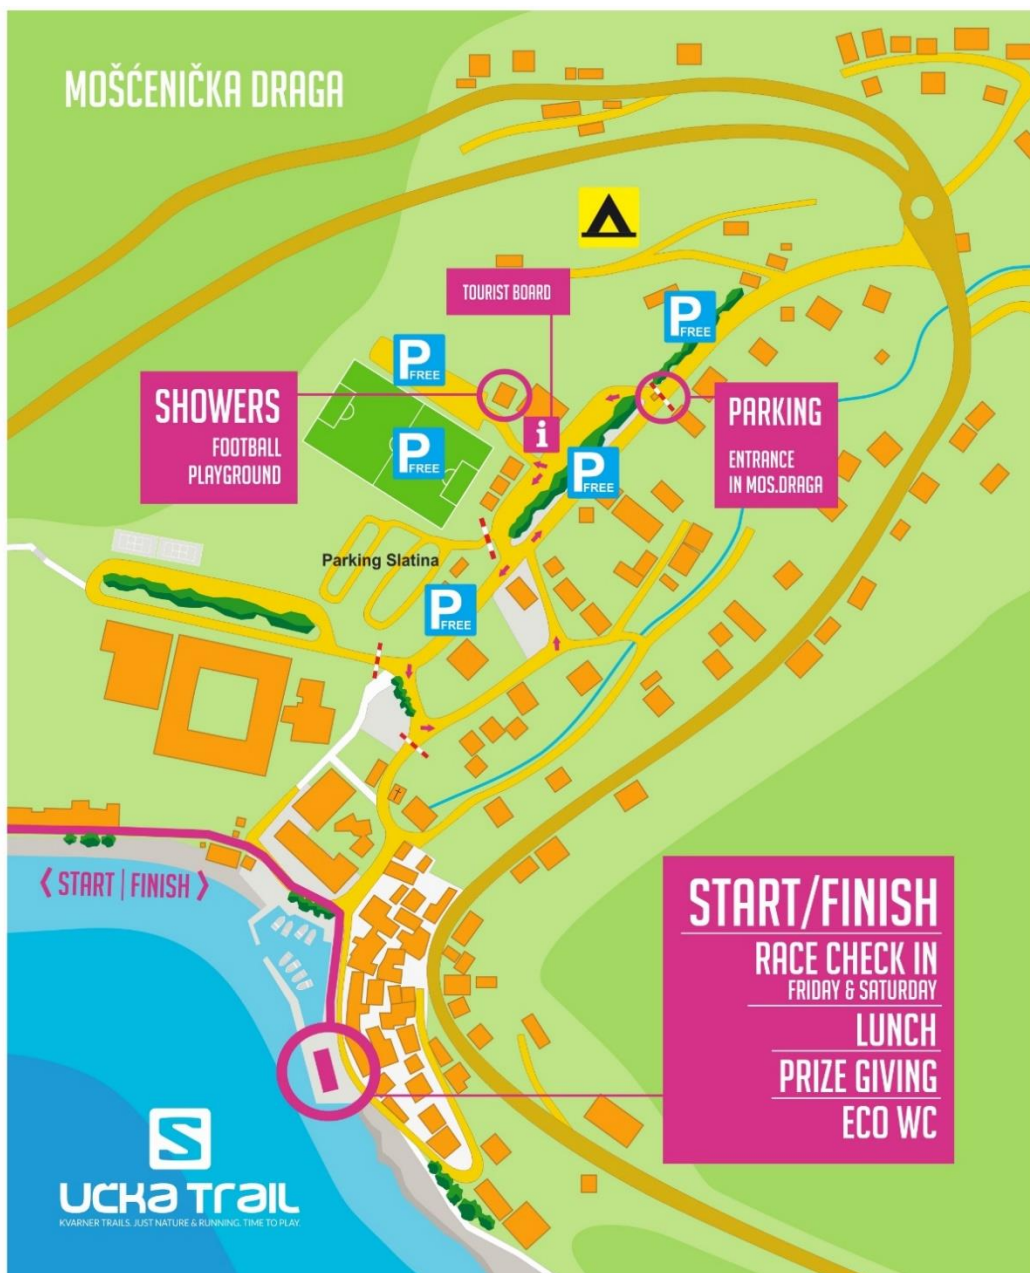 MOŠĆENIČKA DRAGA
TOURIST BOARD
P
FREE
P
FREE
SHOWERS
FOOTBALL
PLAYGROUND
i
PARKING
ENTRANCE
IN MOS.DRAGA
P
FREE
P
FREE
Parking Slatina
P
FREE
START | FINISH
START/FINISH
RACE CHECK IN
FRIDAY & SATURDAY
LUNCH
PRIZE GIVING
ECO WC
S
UCKA TRAIL
KVARNER TRAILS. JUST NATURE & RUNNING. TIME TO PLAY.